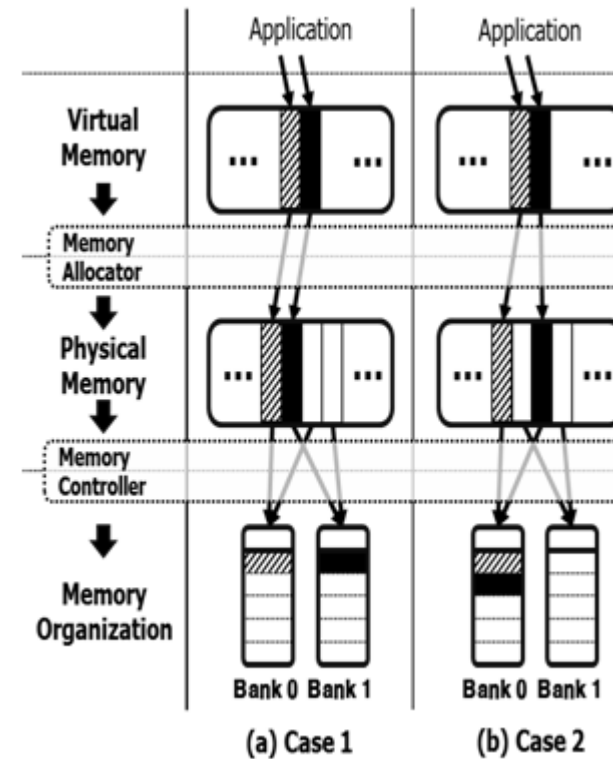 Application
Application
Virtual
Memory
...
...
...
...
Memory
Allocator
Physical
Memory
...
...
...
...
Memory
Controller
Memory
Organization
Bank 0 Bank 1
Bank 0 Bank 1
(a) Case 1
(b) Case 2